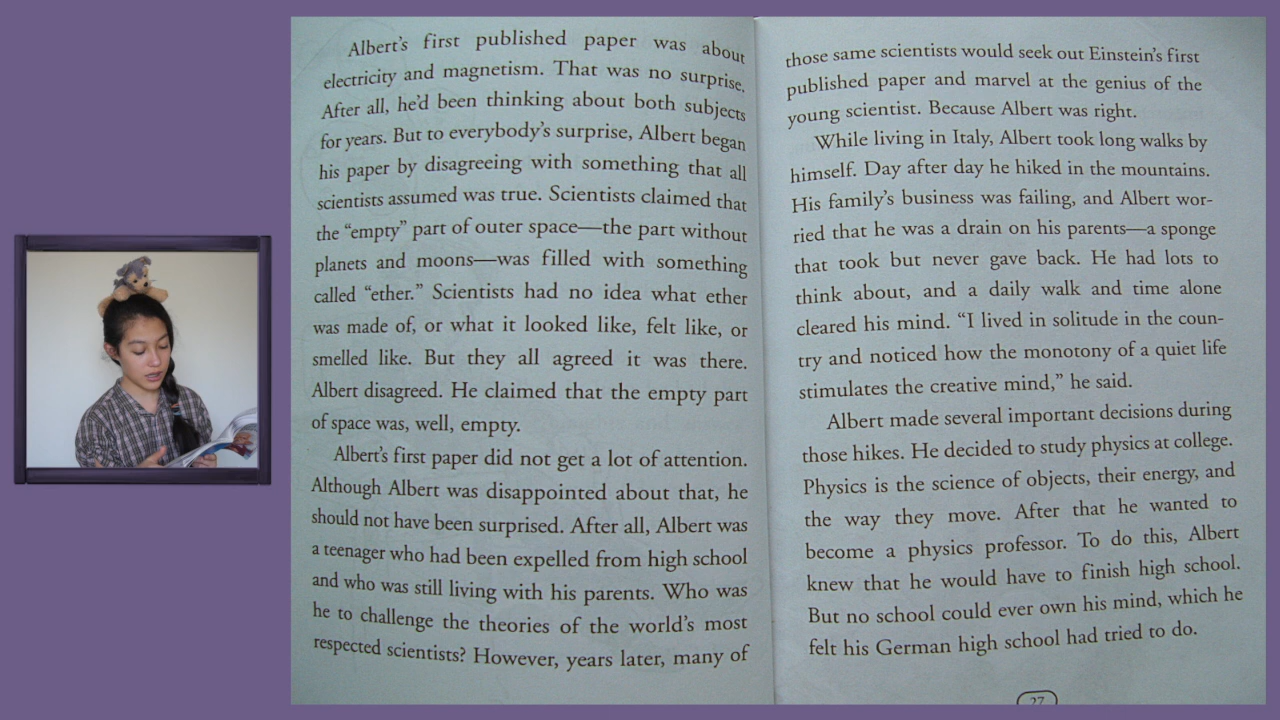 Albert's first published paper was about
electricity and magnetism. That was no surprise.
After all, he'd been thinking about both subjects
for years. But to everybody's surprise, Albert began
his paper by disagreeing with something that all
scientists assumed was true. Scientists claimed that
the "empty" part of outer space—the part without
planets and moons—was filled with something
called "ether." Scientists had no idea what ether
was made of, or what it looked like, felt like, or
smelled like. But they all agreed it was there.
Albert disagreed. He claimed that the empty part
of space was, well, empty.
Albert's first paper did not get a lot of attention.
Although Albert was disappointed about that, he
should not have been surprised. After all, Albert was
a teenager who had been expelled from high school
and who was still living with his parents. Who was
he to challenge the theories of the world's most
respected scientists? However, years later, many of
those same scientists would seek out Einstein's first
published paper and marvel at the genius of the
young scientist. Because Albert was right.
While living in Italy, Albert took long walks by
himself. Day after day he hiked in the mountains.
His family's business was failing, and Albert wor-
ried that he was a drain on his parents—a sponge
that took but never gave back. He had lots to
think about, and a daily walk and time alone
cleared his mind. "I lived in solitude in the coun-
try and noticed how the monotony of a quiet life
stimulates the creative mind," he said.
Albert made several important decisions during
those hikes. He decided to study physics at college.
Physics is the science of objects, their energy, and
the way they move. After that he wanted to
become a physics professor. To do this, Albert
knew that he would have to finish high school.
But no school could ever own his mind, which he
felt his German high school had tried to do.
27